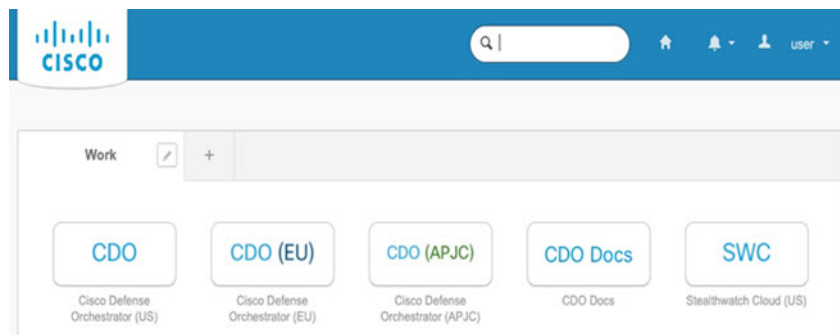 CISCO
user
Work
+
CDO
CDO (EU)
CDO (APJC)
CDO Docs
SWC
Cisco Defense
Orchestrator (US)
Cisco Defense
Orchestrator (EU)
Cisco Defense
Orchestrator (APJC)
CDO Docs
Stealthwatch Cloud (US)